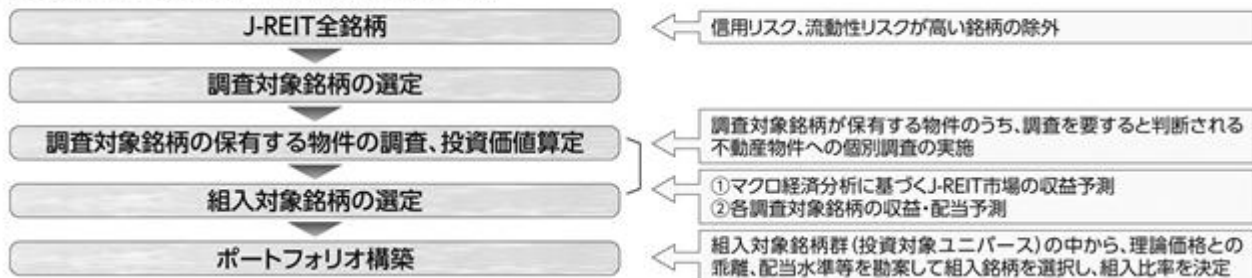 J-REIT全銘柄
信用リスク、流動性リスクが高い銘柄の除外
調査対象銘柄の選定
調査対象銘柄の保有する物件の調査、投資価値算定
調査対象銘柄が保有する物件のうち、調査を要すると判断される
不動産物件への個別調査の実施
組入対象銘柄の選定
①マクロ経済分析に基づくJ-REIT市場の収益予測
②各調査対象銘柄の収益・配当予測
ポートフォリオ構築
組入対象銘柄群(投資対象ユニバース)の中から、理論価格との
乖離、配当水準等を勘案して組入銘柄を選択し、組入比率を決定